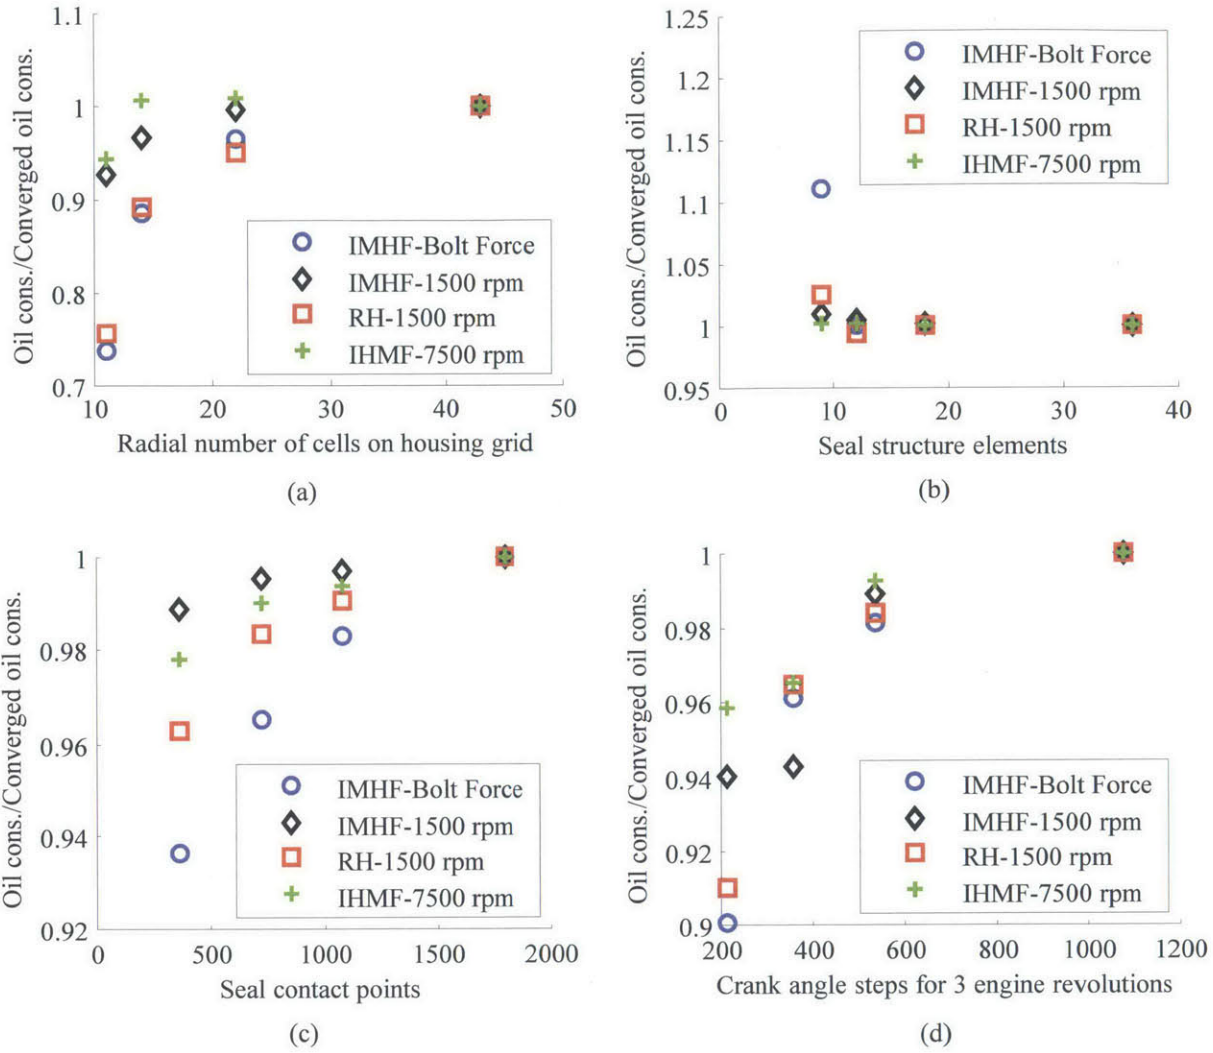 Oil cons./Converged oil cons.
1.1
1
0.9
0.8
0.7
10
20
30
40
50
IMHF-Bolt Force
IMHF-1500 rpm
RH-1500 rpm
IHMF-7500 rpm
Radial number of cells on housing grid
(a)
Oil cons./Converged oil cons.
1.25
1.2
1.15
1.1
1.05
1
0.95
0
10
20
30
40
IMHF-Bolt Force
IMHF-1500 rpm
RH-1500 rpm
IHMF-7500 rpm
Seal structure elements
(b)
Oil cons./Converged oil cons.
1
0.98
0.96
0.94
0.92
0
500
1000
1500
2000
IMHF-Bolt Force
IMHF-1500 rpm
RH-1500 rpm
IHMF-7500 rpm
Seal contact points
(c)
Oil cons./Converged oil cons.
1
0.98
0.96
0.94
0.92
0.9
200
400
600
800
1000
1200
IMHF-Bolt Force
IMHF-1500 rpm
RH-1500 rpm
IHMF-7500 rpm
Crank angle steps for 3 engine revolutions
(d)